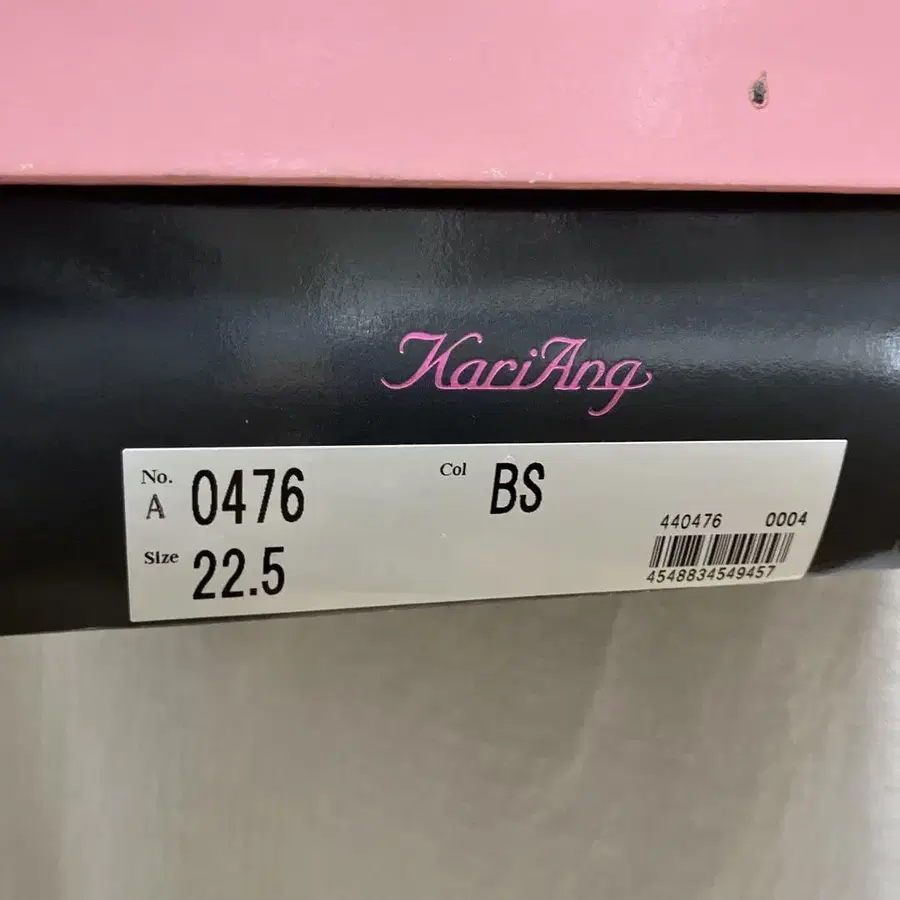 KariAng
No. A 0476 Col BS
Size 22.5
440476 0004
4548834549457